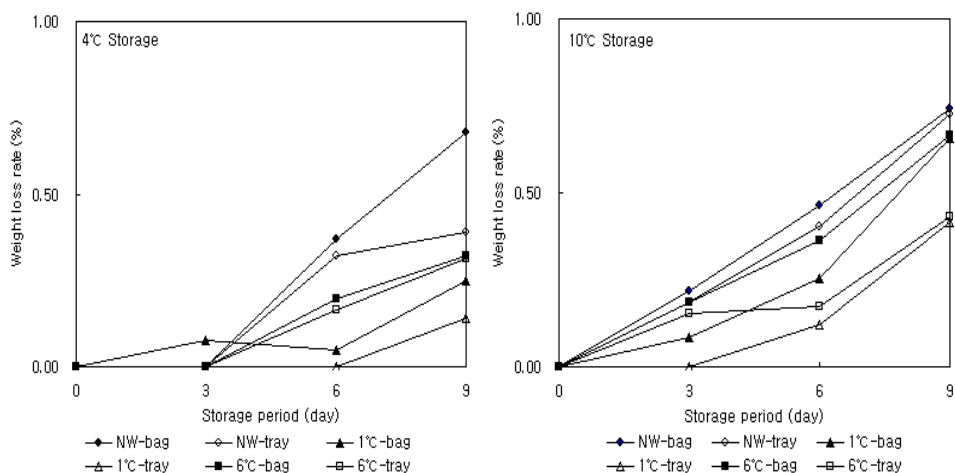 4℃ Storage
1.00
0.50
0.00
Weight loss rate (%)
0 3 6 9
Storage period (day)
NW-bag NW-tray 1℃-bag
1℃-tray 6℃-bag 6℃-tray
10℃ Storage
1.00
0.50
0.00
Weight loss rate (%)
0 3 6 9
Storage period (day)
NW-bag NW-tray 1℃-bag
1℃-tray 6℃-bag 6℃-tray